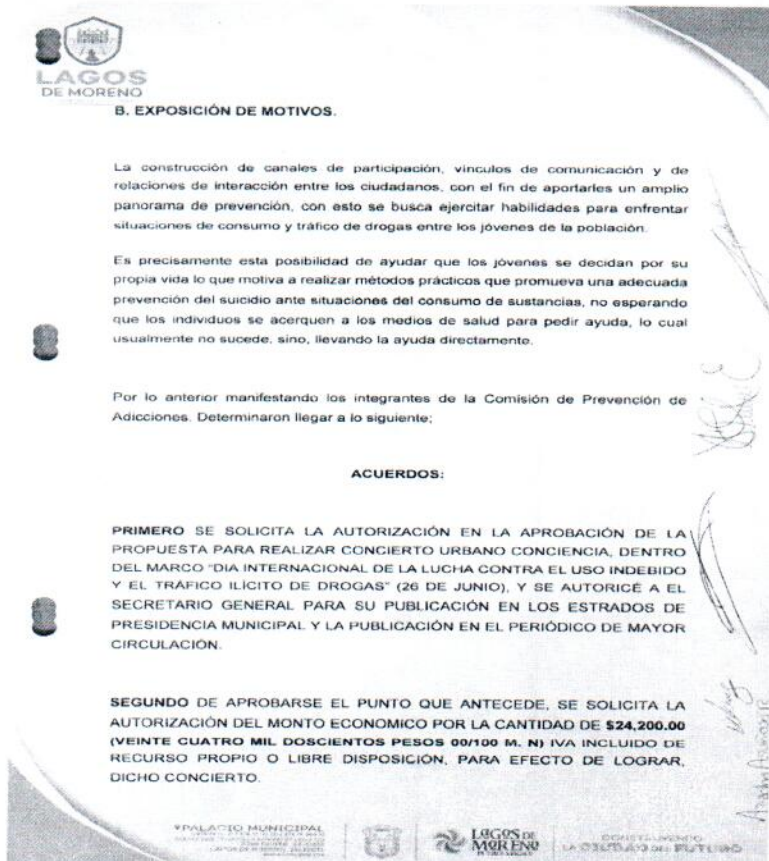 LAGOS
DE MORENO
B. EXPOSICIÓN DE MOTIVOS.
La construcción de canales de participación, vínculos de comunicación y de
relaciones de interacción entre los ciudadanos, con el fin de aportarles un amplio
panorama de prevención, con esto se busca ejercitar habilidades para enfrentar
situaciones de consumo y tráfico de drogas entre los jóvenes de la población.
Es precisamente esta posibilidad de ayudar que los jóvenes se decidan por su
propia vida lo que motiva a realizar métodos prácticos que promueva una adecuada
prevención del suicidio ante situaciones del consumo de sustancias, no esperando
que los individuos se acerquen a los medios de salud para pedir ayuda, lo cual
usualmente no sucede, sino, llevando la ayuda directamente.
Por lo anterior manifestando los integrantes de la Comisión de Prevención de
Adicciones. Determinaron llegar a lo siguiente;
ACUERDOS:
PRIMERO SE SOLICITA LA AUTORIZACIÓN EN LA APROBACIÓN DE LA
PROPUESTA PARA REALIZAR CONCIERTO URBANO CONCIENCIA, DENTRO
DEL MARCO "DIA INTERNACIONAL DE LA LUCHA CONTRA EL USO INDEBIDO
Y EL TRÁFICO ILÍCITO DE DROGAS" (26 DE JUNIO), Y SE AUTORICÉ A EL
SECRETARIO GENERAL PARA SU PUBLICACIÓN EN LOS ESTRADOS DE
PRESIDENCIA MUNICIPAL Y LA PUBLICACIÓN EN EL PERIÓDICO DE MAYOR
CIRCULACIÓN.
SEGUNDO DE APROBARSE EL PUNTO QUE ANTECEDE, SE SOLICITA LA
AUTORIZACIÓN DEL MONTO ECONOMICO POR LA CANTIDAD DE $24,200.00
(VEINTE CUATRO MIL DOSCIENTOS PESOS 00/100 M. N) IVA INCLUIDO DE
RECURSO PROPIO O LIBRE DISPOSICIÓN, PARA EFECTO DE LOGRAR,
DICHO CONCIERTO.
PALACIO MUNICIPAL
LAGOS DE
MORENO
CONSTRUYENDO
LA CIUDAD DEL FUTURO